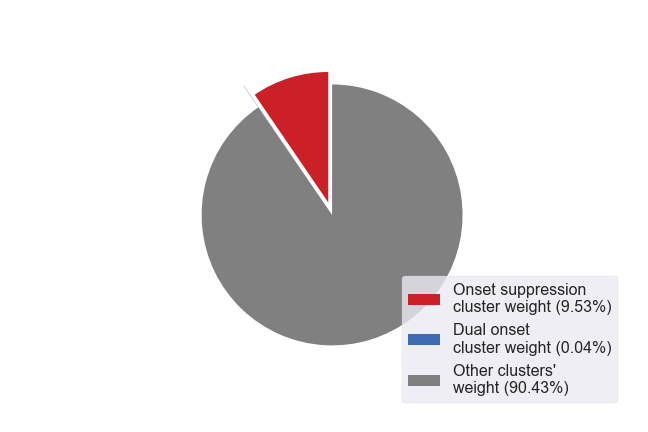 Onset suppression
cluster weight (9.53%)
Dual onset
cluster weight (0.04%)
Other clusters'
weight (90.43%)